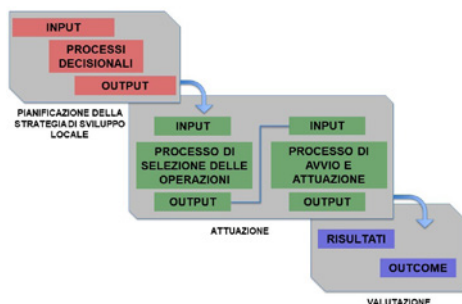 INPUT
PROCESSI
DECISIONALI
OUTPUT
PIANIFICAZIONE DELLA
STRATEGIA DI SVILUPPO
LOCALE
INPUT
PROCESSO DI
SELEZIONE DELLE
OPERAZIONI
OUTPUT
INPUT
PROCESSO DI
AVVIO E
ATTUAZIONE
OUTPUT
ATTUAZIONE
RISULTATI
OUTCOME
VALUTAZIONE